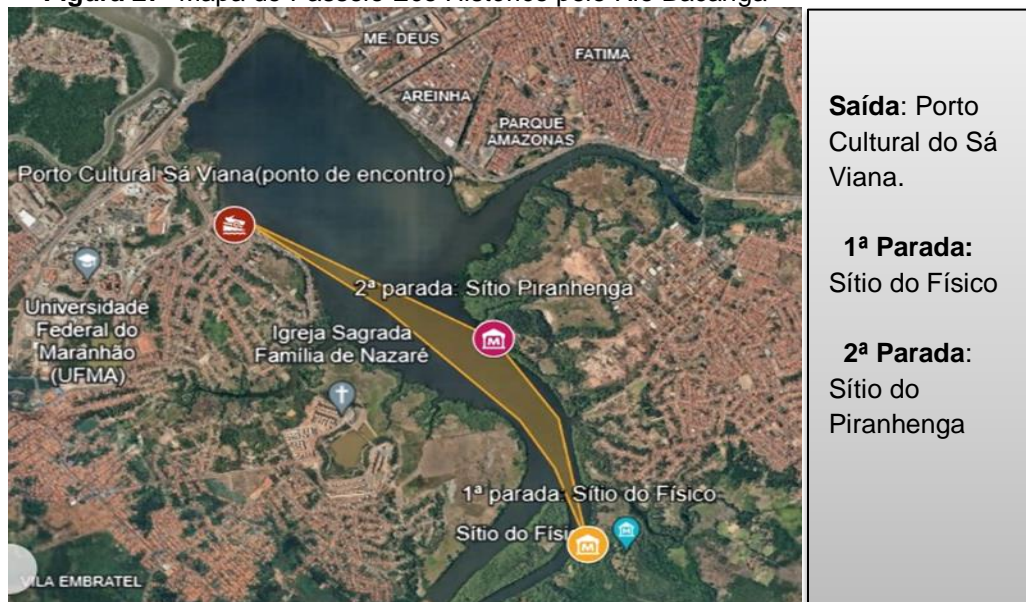 ME. DEUS
FATIMA
AREINHA
PARQUE
AMAZONAS
Porto Cultural Sá Viana(ponto de encontro)
2ª parada: Sítio Piranhenga
Universidade
Federal do
Maranhão
(UFMA)
Igreja Sagrada
Família de Nazaré
1ª parada: Sítio do Físico
Sítio do Físi
VILA EMBRATEL
Saída: Porto
Cultural do Sá
Viana.
1ª Parada:
Sítio do Físico
2ª Parada:
Sítio do
Piranhenga